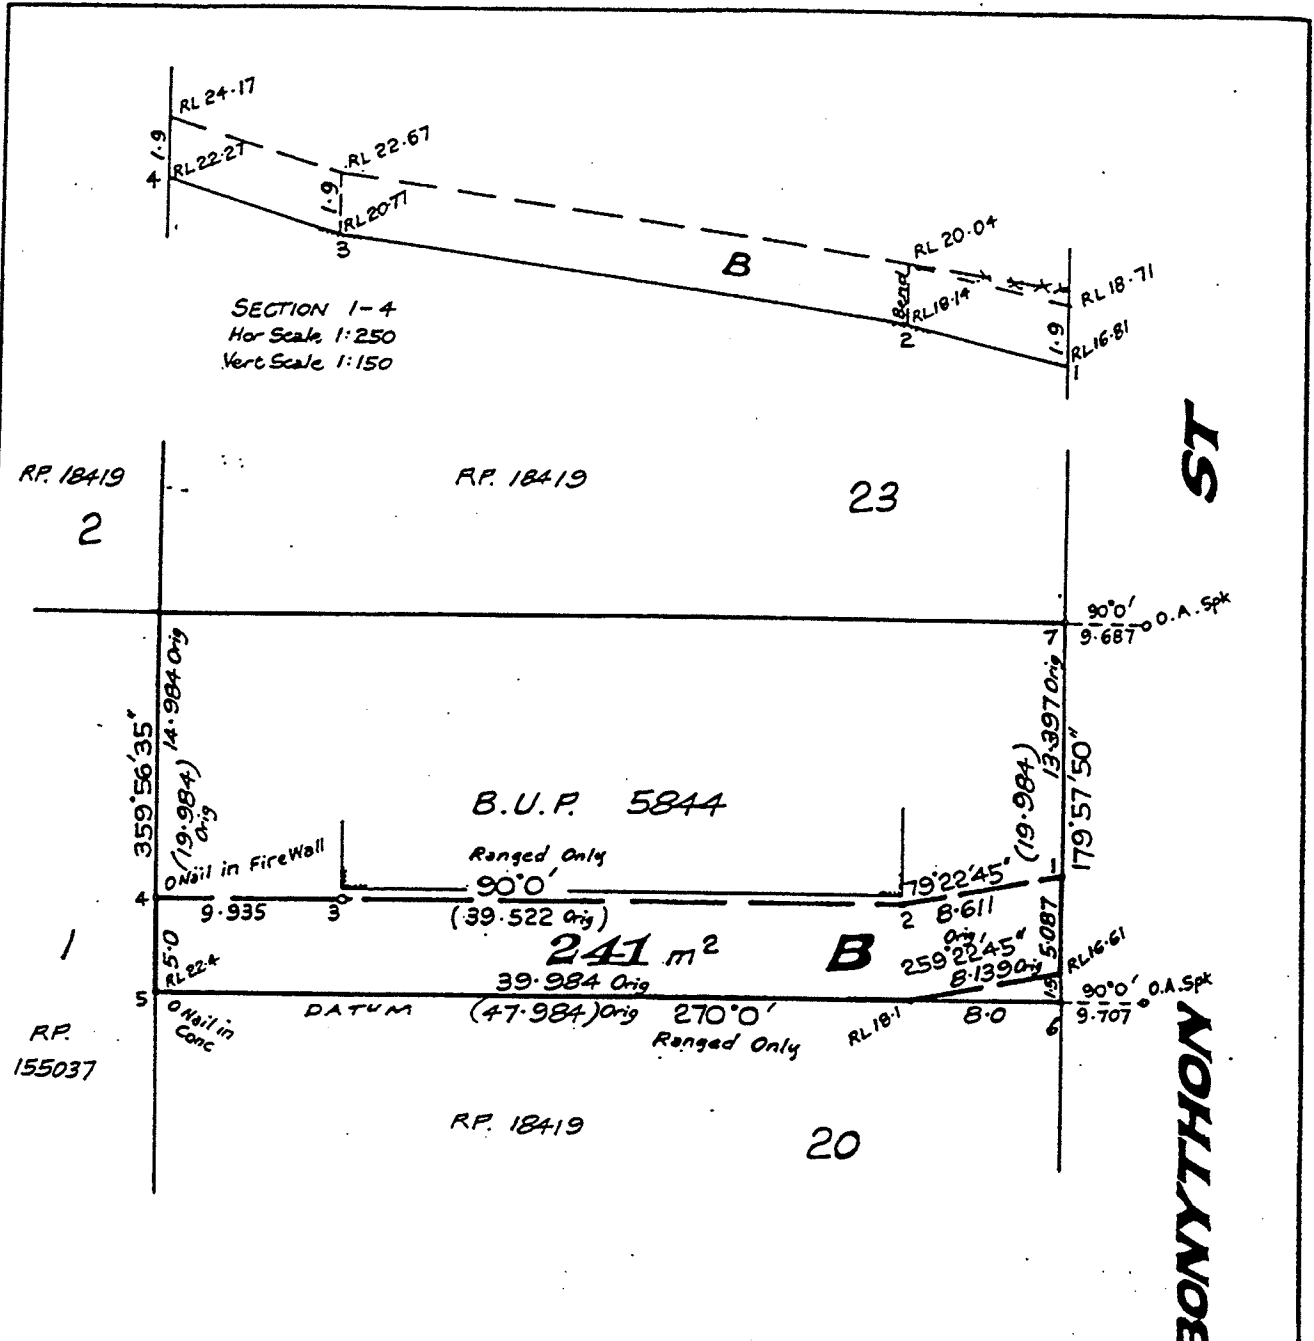 RL 24·17
1·9
RL 22·27
4
RL 22·67
1·9
RL 20·77
3
B
RL 20·04
Bend
RL 18·14
2
RL 18·71
1·9
RL 16·81
1
SECTION 1-4
Hor Scale 1:250
Vert Scale 1:150
ST
RP. 18419
2
RP. 18419
23
90°0'
9·687
O.A. Spk
7
14·984 Orig
359°56'35"
(19·984)
Orig
13·397 Orig
(19·984)
179°57'50"
B.U.P. 5844
O Nail in Fire Wall
Ranged Only
90°0'
79°22'45"
1
4
9·935
3
(39·522 Orig)
2
8·611
Orig
5·087
1
5·0
241 m²
B
259°22'45"
8·139 Orig
RL 16·61
RL 22·4
39·984 Orig
1·5
90°0'
O.A. Spk
5
DATUM
(47·984) Orig
270°0'
RL 18·1
8·0
6
9·707
O Nail in
Conc
Ranged Only
RP.
155037
RP. 18419
20
BONYTHON